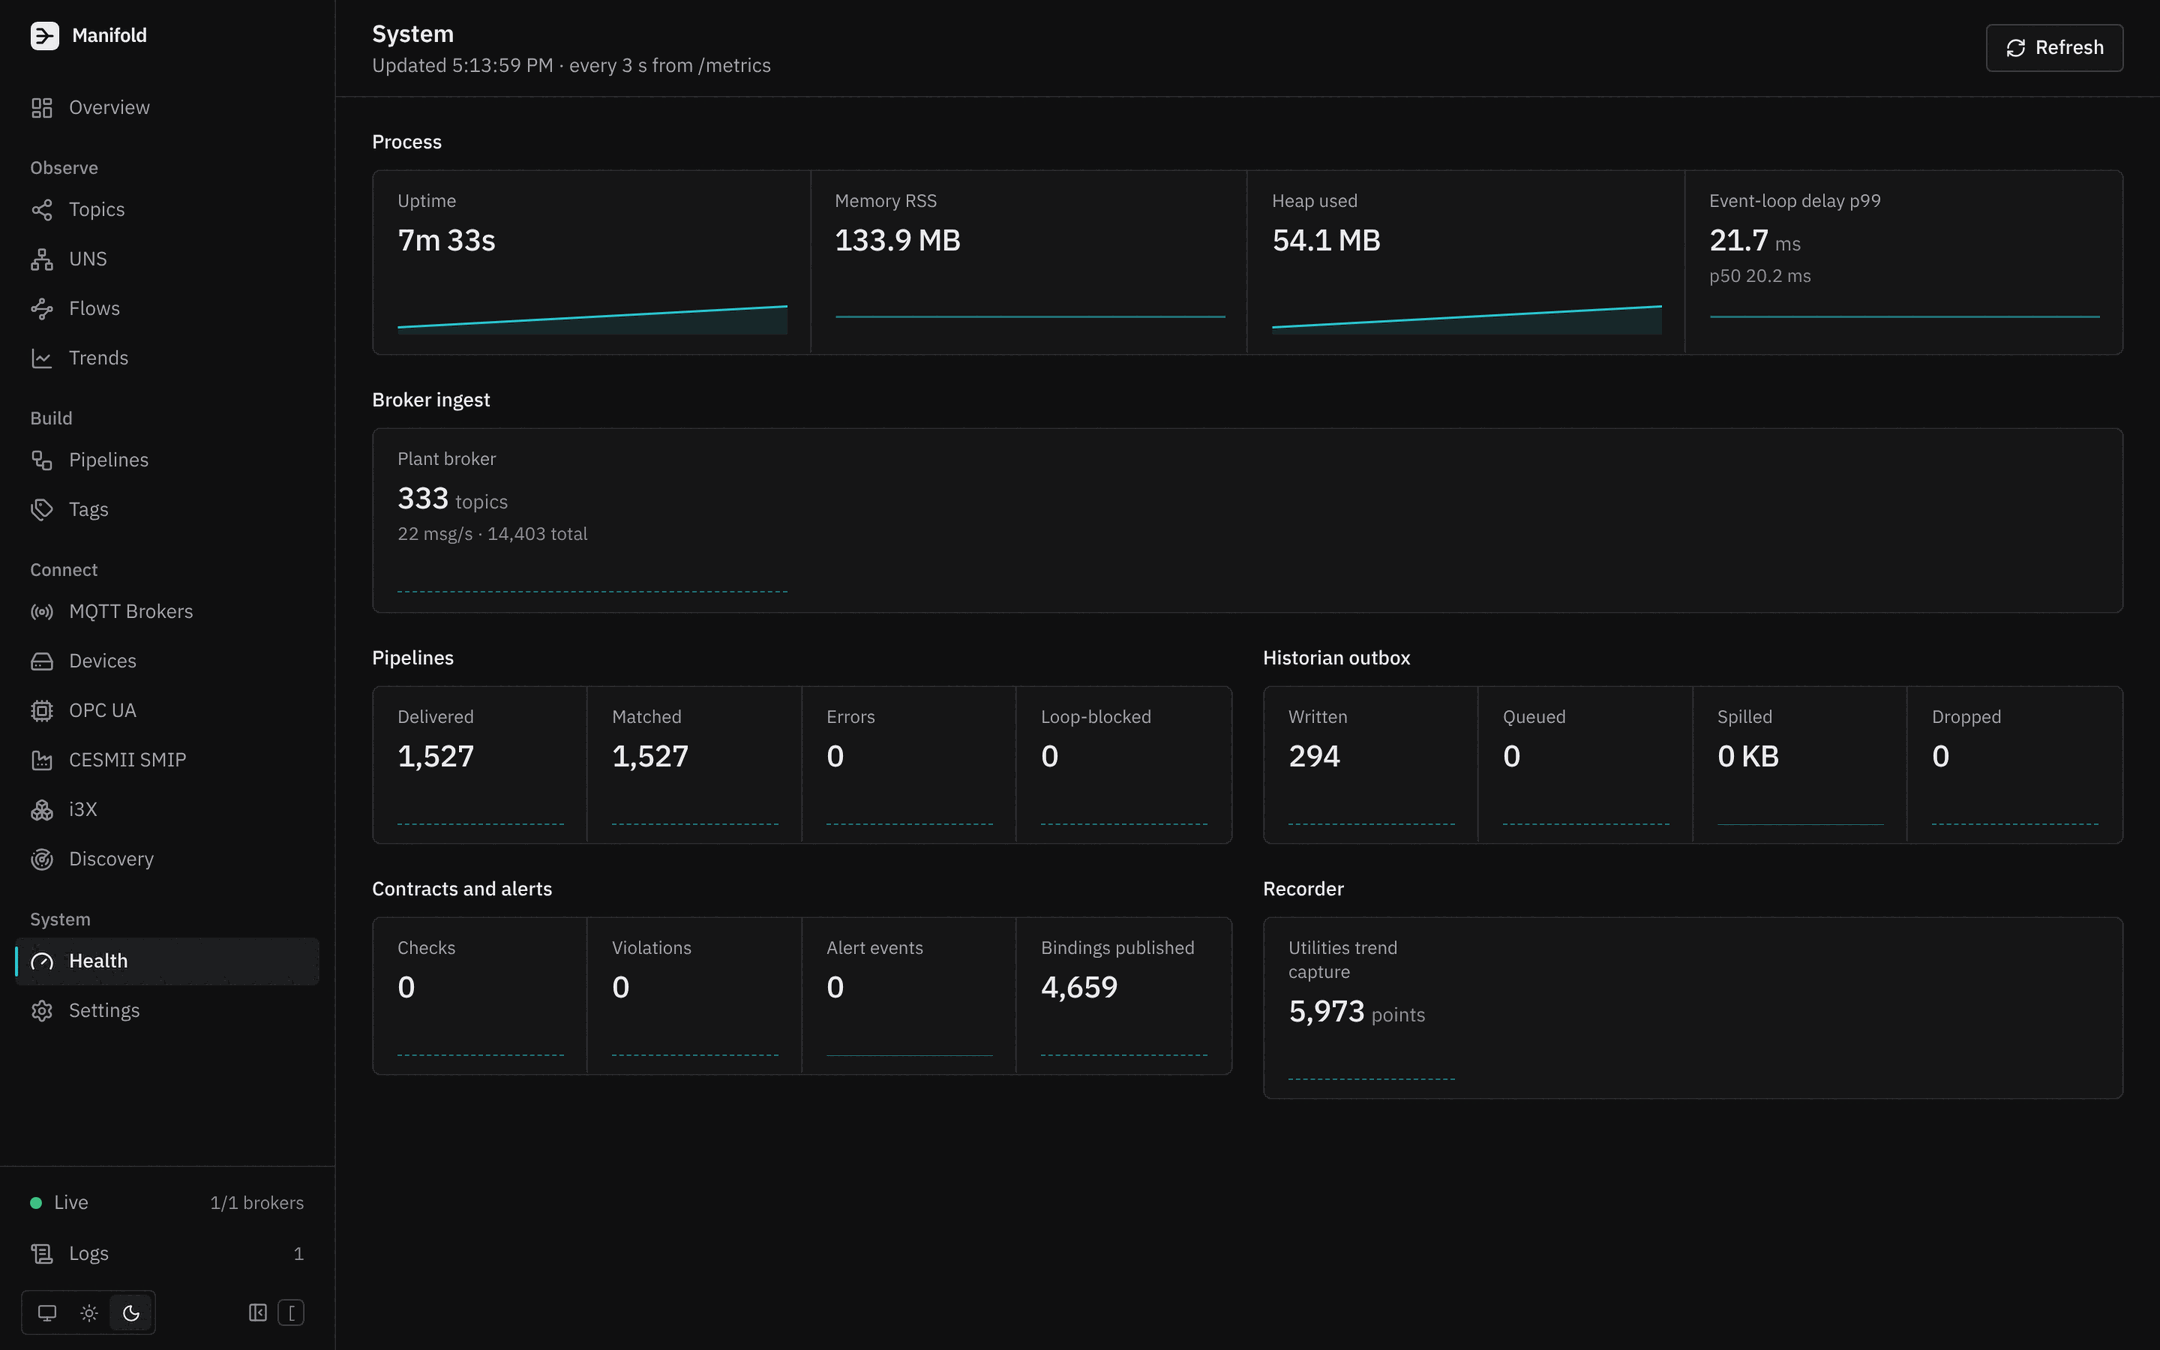 Manifold
Overview
Observe
Topics
UNS
Flows
Trends
Build
Pipelines
Tags
Connect
MQTT Brokers
Devices
OPC UA
CESMII SMIP
i3X
Discovery
System
Health
Settings
Live 1/1 brokers
Logs 1
[
System
Updated 5:13:59 PM · every 3 s from /metrics
Refresh
Process
Uptime
7m 33s
Memory RSS
133.9 MB
Heap used
54.1 MB
Event-loop delay p99
21.7 ms
p50 20.2 ms
Broker ingest
Plant broker
333 topics
22 msg/s · 14,403 total
Pipelines
Delivered
1,527
Matched
1,527
Errors
0
Loop-blocked
0
Historian outbox
Written
294
Queued
0
Spilled
0 KB
Dropped
0
Contracts and alerts
Checks
0
Violations
0
Alert events
0
Bindings published
4,659
Recorder
Utilities trend
capture
5,973 points